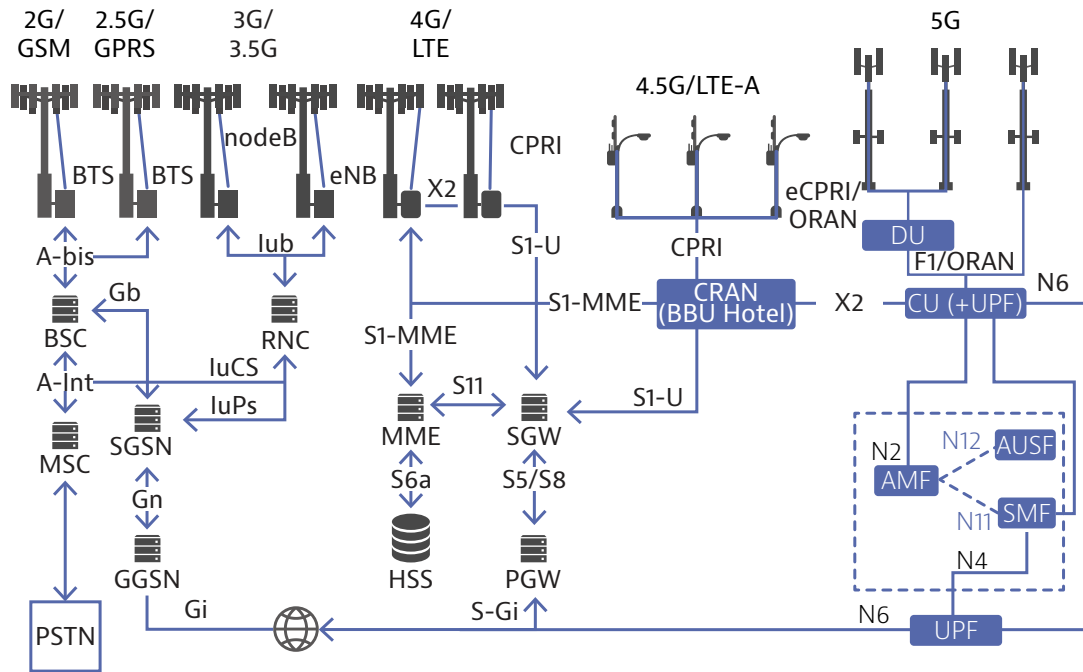 2G/
GSM
2.5G/
GPRS
3G/
3.5G
4G/
LTE
4.5G/LTE-A
5G
BTS
BTS
nodeB
eNB
X2
CPRI
eCPRI/
ORAN
DU
A-bis
Iub
S1-U
CPRI
F1/ORAN
Gb
S1-MME
CRAN
(BBU Hotel)
X2
CU (+UPF)
N6
BSC
RNC
S1-MME
A-Int
IuCS
IuPs
S11
S1-U
MSC
SGSN
MME
SGW
N2
N12
AUSF
AMF
Gn
S6a
S5/S8
N11
SMF
GGSN
HSS
PGW
N4
PSTN
Gi
S-Gi
N6
UPF